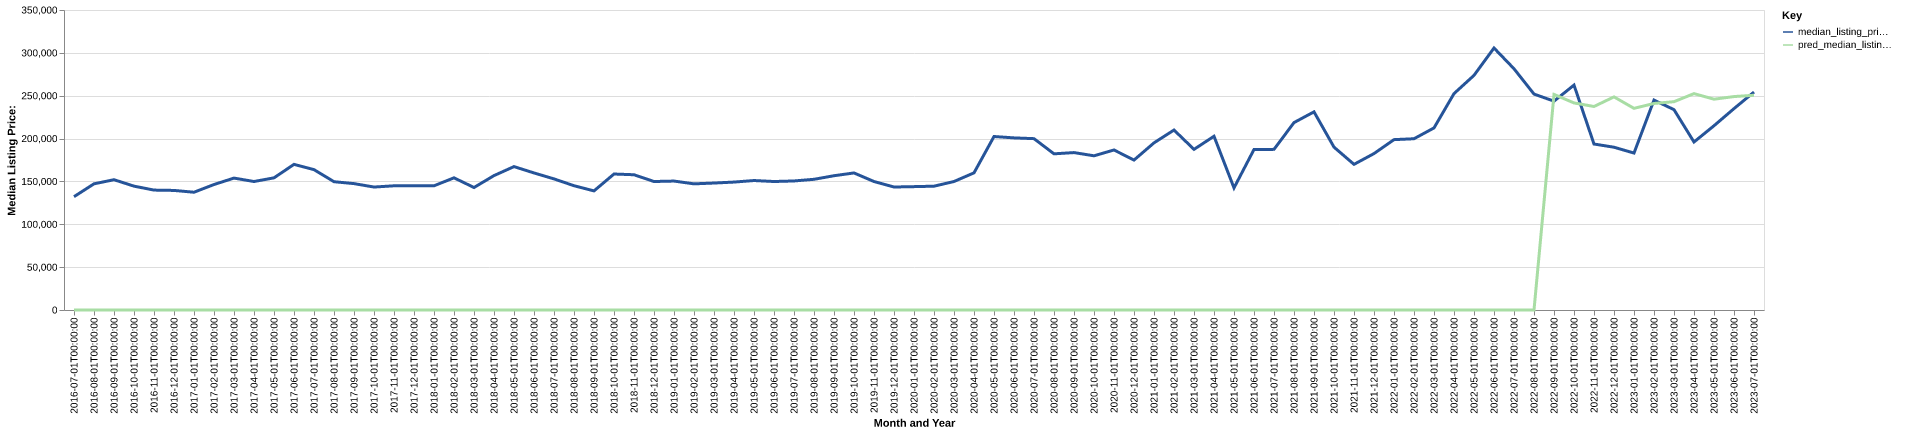 350,000
300,000
250,000
200,000
150,000
100,000
50,000
0
Median Listing Price:
2016-07-01T00:00:00
2016-08-01T00:00:00
2016-09-01T00:00:00
2016-10-01T00:00:00
2016-11-01T00:00:00
2016-12-01T00:00:00
2017-01-01T00:00:00
2017-02-01T00:00:00
2017-03-01T00:00:00
2017-04-01T00:00:00
2017-05-01T00:00:00
2017-06-01T00:00:00
2017-07-01T00:00:00
2017-08-01T00:00:00
2017-09-01T00:00:00
2017-10-01T00:00:00
2017-11-01T00:00:00
2017-12-01T00:00:00
2018-01-01T00:00:00
2018-02-01T00:00:00
2018-03-01T00:00:00
2018-04-01T00:00:00
2018-05-01T00:00:00
2018-06-01T00:00:00
2018-07-01T00:00:00
2018-08-01T00:00:00
2018-09-01T00:00:00
2018-10-01T00:00:00
2018-11-01T00:00:00
2018-12-01T00:00:00
2019-01-01T00:00:00
2019-02-01T00:00:00
2019-03-01T00:00:00
2019-04-01T00:00:00
2019-05-01T00:00:00
2019-06-01T00:00:00
2019-07-01T00:00:00
2019-08-01T00:00:00
2019-09-01T00:00:00
2019-10-01T00:00:00
2019-11-01T00:00:00
2019-12-01T00:00:00
2020-01-01T00:00:00
2020-02-01T00:00:00
2020-03-01T00:00:00
2020-04-01T00:00:00
2020-05-01T00:00:00
2020-06-01T00:00:00
2020-07-01T00:00:00
2020-08-01T00:00:00
2020-09-01T00:00:00
2020-10-01T00:00:00
2020-11-01T00:00:00
2020-12-01T00:00:00
2021-01-01T00:00:00
2021-02-01T00:00:00
2021-03-01T00:00:00
2021-04-01T00:00:00
2021-05-01T00:00:00
2021-06-01T00:00:00
2021-07-01T00:00:00
2021-08-01T00:00:00
2021-09-01T00:00:00
2021-10-01T00:00:00
2021-11-01T00:00:00
2021-12-01T00:00:00
2022-01-01T00:00:00
2022-02-01T00:00:00
2022-03-01T00:00:00
2022-04-01T00:00:00
2022-05-01T00:00:00
2022-06-01T00:00:00
2022-07-01T00:00:00
2022-08-01T00:00:00
2022-09-01T00:00:00
2022-10-01T00:00:00
2022-11-01T00:00:00
2022-12-01T00:00:00
2023-01-01T00:00:00
2023-02-01T00:00:00
2023-03-01T00:00:00
2023-04-01T00:00:00
2023-05-01T00:00:00
2023-06-01T00:00:00
2023-07-01T00:00:00
Month and Year
Key
median_listing_pri…
pred_median_listin…